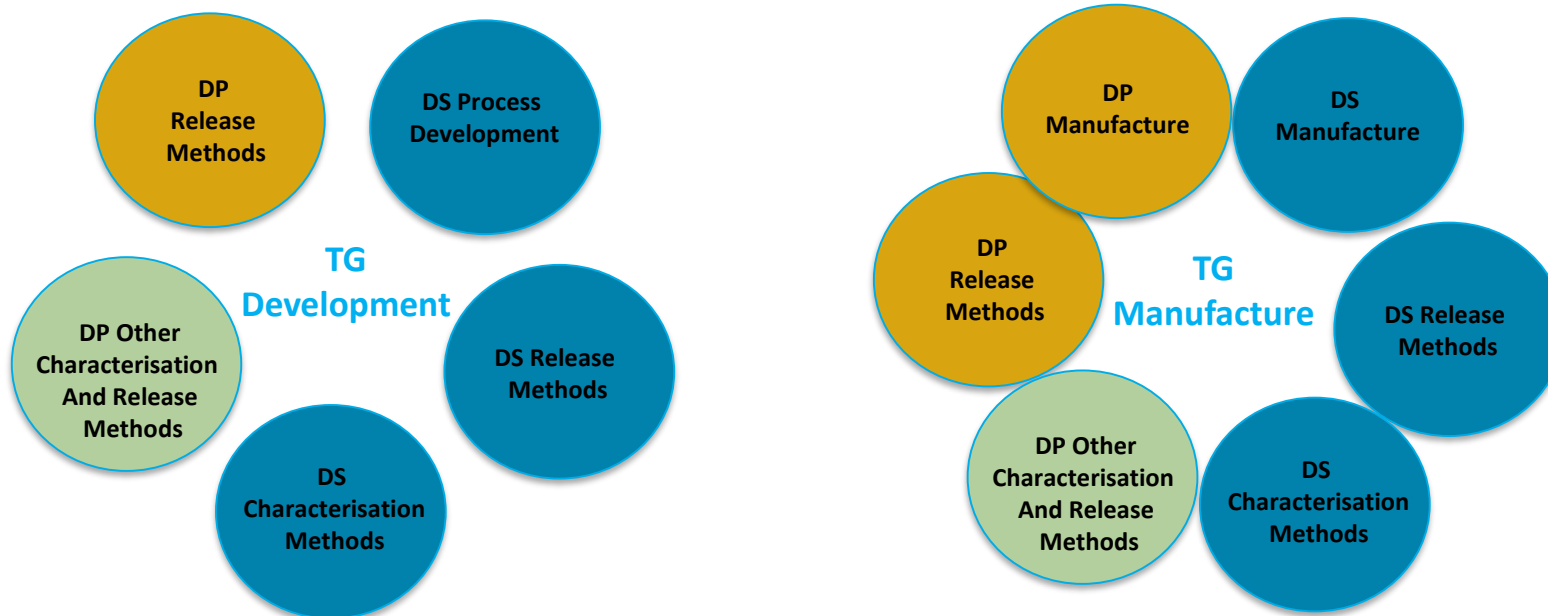 DP
Release
Methods
DS Process
Development
TG
Development
DP Other
Characterisation
And Release
Methods
DS Release
Methods
DS
Characterisation
Methods
DP
Manufacture
DS
Manufacture
DP
Release
Methods
TG
Manufacture
DS Release
Methods
DP Other
Characterisation
And Release
Methods
DS
Characterisation
Methods